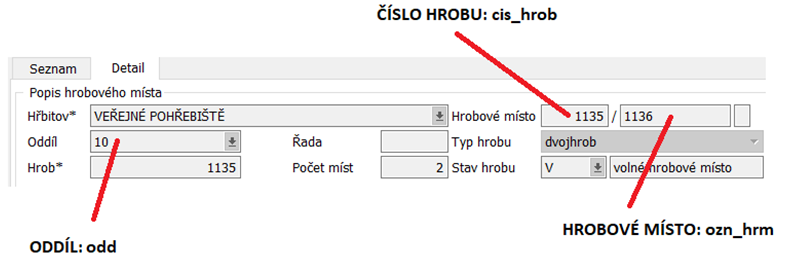 ČÍSLO HROBU: cis_hrob
Seznam Detail
Popis hrobového místa
Hřbitov* VEŘEJNÉ POHŘEBIŠTĚ Hrobové místo 1135 / 1136
Oddíl 10 Řada Typ hrobu dvojhrob
Hrob* 1135 Počet míst 2 Stav hrobu V volné hrobové místo
HROBOVÉ MÍSTO: ozn_hrm
ODDÍL: odd